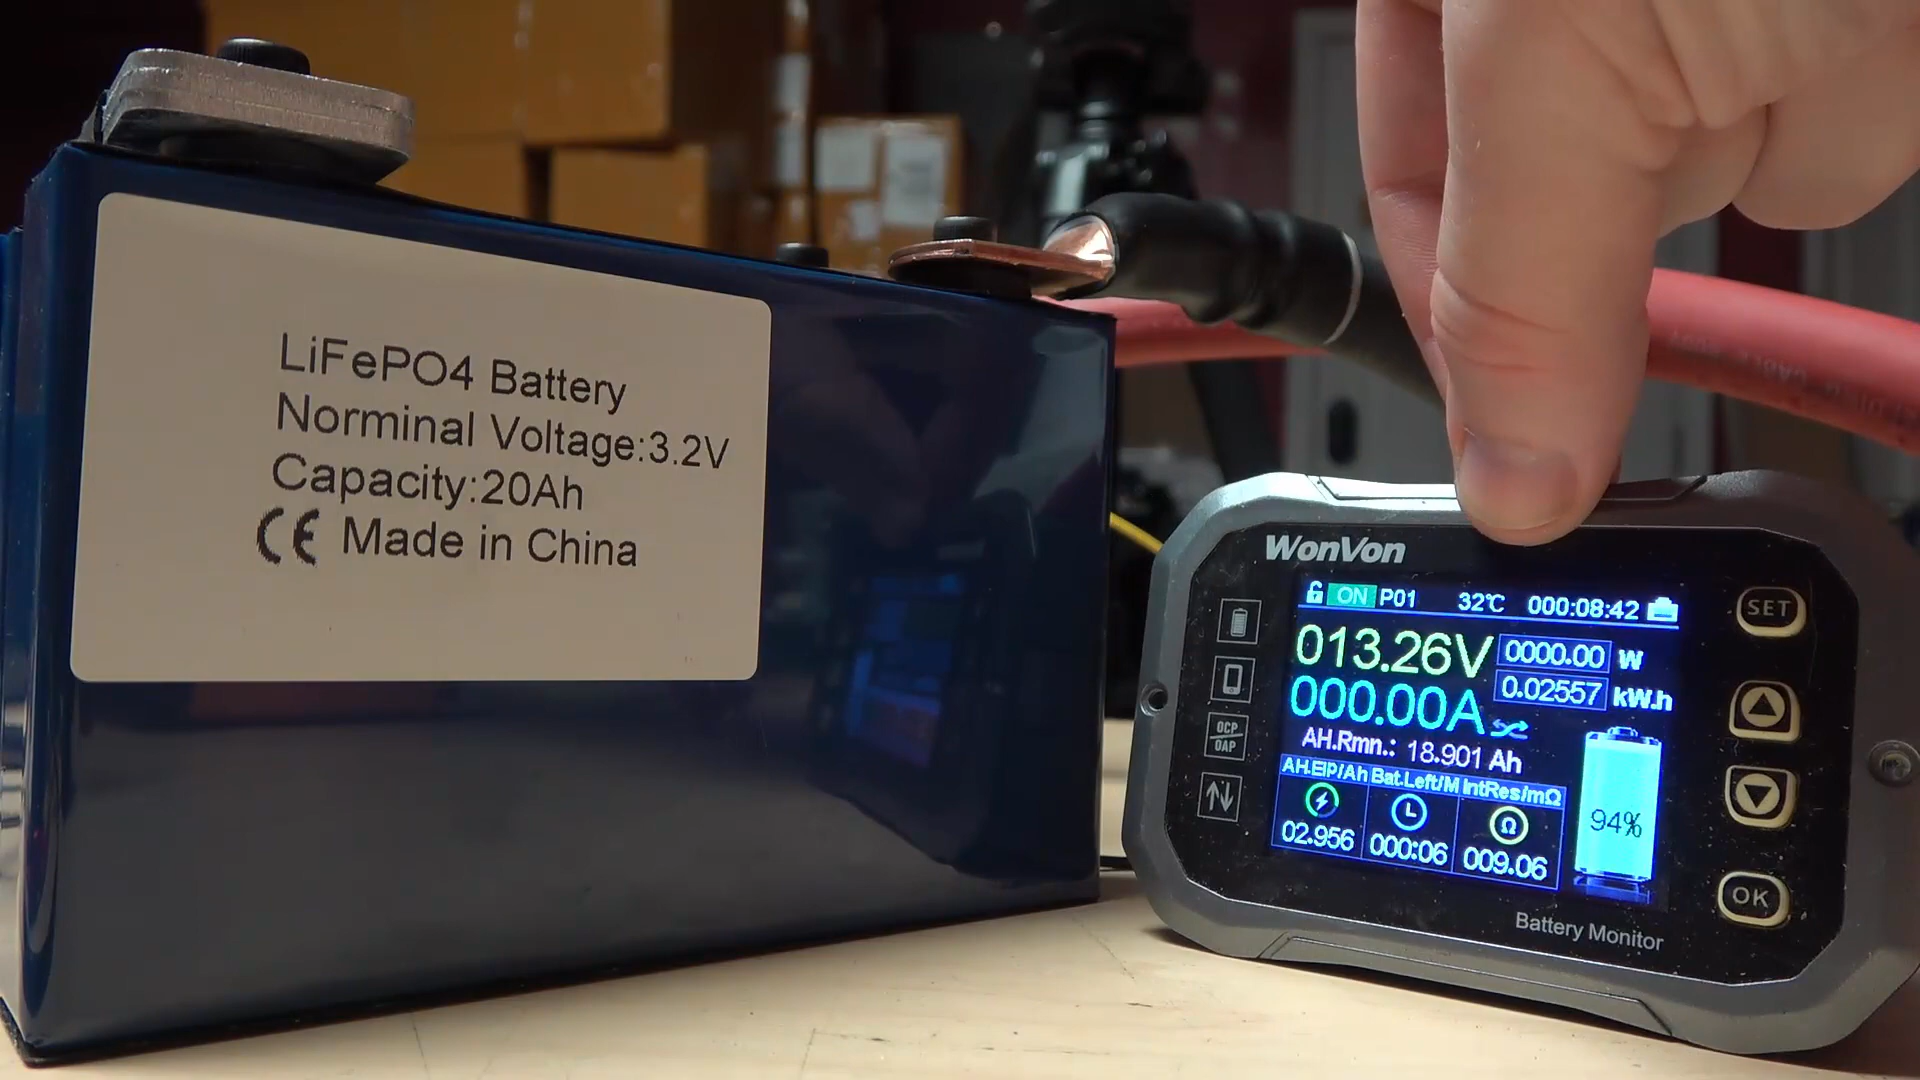 LiFePO4 Battery
Norminal Voltage:3.2V
Capacity:20Ah
CE Made in China
WonVon
ON P01 32℃ 000:08:42
013.26V 0000.00 W
000.00A 0.02557 kW.h
AH.Rmn.: 18.901 Ah
AH.EIP/Ah Bat.Left/M IntRes/mΩ
Ω
02.956 000:06 009.06
94%
OCP
OAP
SET
OK
Battery Monitor